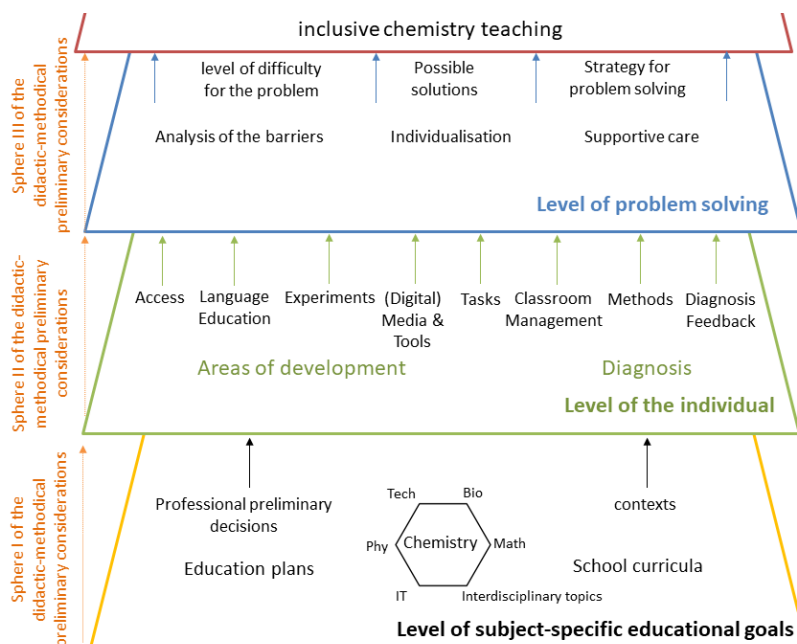 inclusive chemistry teaching
Sphere III of the
didactic-methodical
preliminary considerations
level of difficulty
for the problem
Possible
solutions
Strategy for
problem solving
Analysis of the barriers
Individualisation
Supportive care
Level of problem solving
Sphere II of the didactic-
methodical preliminary
considerations
Access
Language
Education
Experiments
(Digital)
Media &
Tools
Tasks
Classroom
Management
Methods
Diagnosis
Feedback
Areas of development
Diagnosis
Level of the individual
Sphere I of the
didactic-methodical
preliminary considerations
Professional preliminary
decisions
Education plans
Tech
Bio
Phy
Chemistry
Math
IT
Interdisciplinary topics
contexts
School curricula
Level of subject-specific educational goals